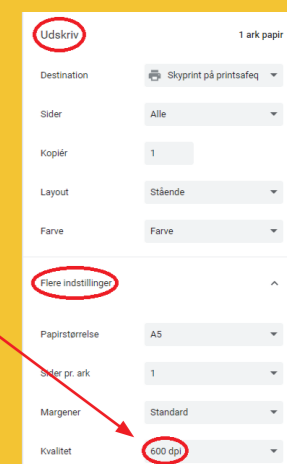 Udskriv 1 ark papir
Destination Skyprint på printsafeq
Sider Alle
Kopiér 1
Layout Stående
Farve Farve
Flere indstillinger
Papirstørrelse A5
Sider pr. ark 1
Margener Standard
Kvalitet 600 dpi